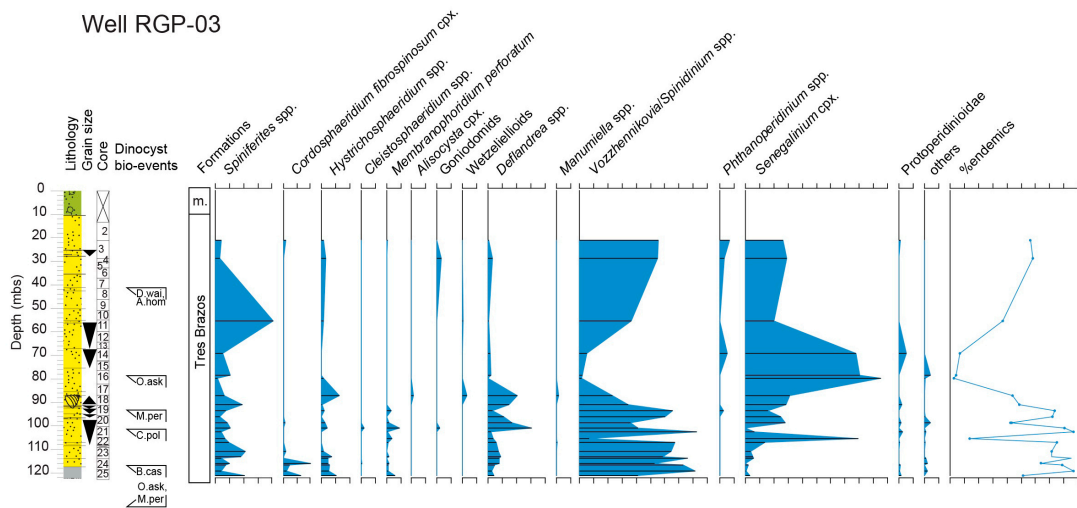 Well RGP-03
Lithology
Grain size
Core
Dinocyst
bio-events
Formations
Spiniferites spp.
Cordosphaeridium fibrospinosum cpx.
Hystrichosphaeridium spp.
Cleistosphaeridium spp.
Membranophoridium perforatum
Alisocysta cpx.
Goniodomids
Wetzeliellioids
Deflandrea spp.
Manumiella spp.
Vozzhennikovia/Spinidinium spp.
Phthanoperidinium spp.
Senegalinium cpx.
Protoperidinioidae
others
%endemics
Depth (mbs)
0
10
20
30
40
50
60
70
80
90
100
110
120
2
3
4
5
6
7
8
9
10
11
12
13
14
15
16
17
18
19
20
21
22
23
24
25
D.wai,
A.hom
O.ask
M.per
C.pol
B.cas
O.ask,
M.per
m.
Tres Brazos